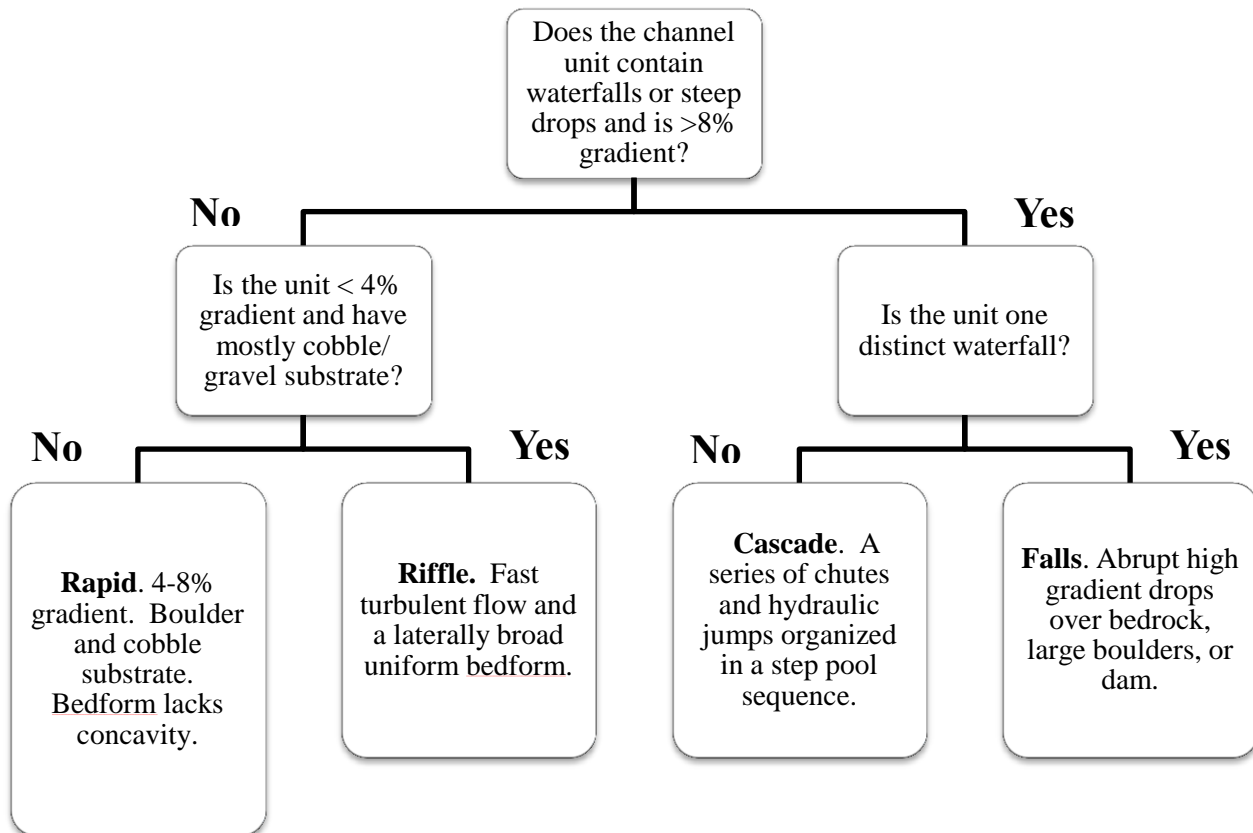 Does the channel
unit contain
waterfalls or steep
drops and is >8%
gradient?
No
Yes
Is the unit < 4%
gradient and have
mostly cobble/
gravel substrate?
Is the unit one
distinct waterfall?
No
Yes
No
Yes
Rapid. 4-8%
gradient. Boulder
and cobble
substrate.
Bedform lacks
concavity.
Riffle. Fast
turbulent flow and
a laterally broad
uniform bedform.
Cascade. A
series of chutes
and hydraulic
jumps organized
in a step pool
sequence.
Falls. Abrupt high
gradient drops
over bedrock,
large boulders, or
dam.